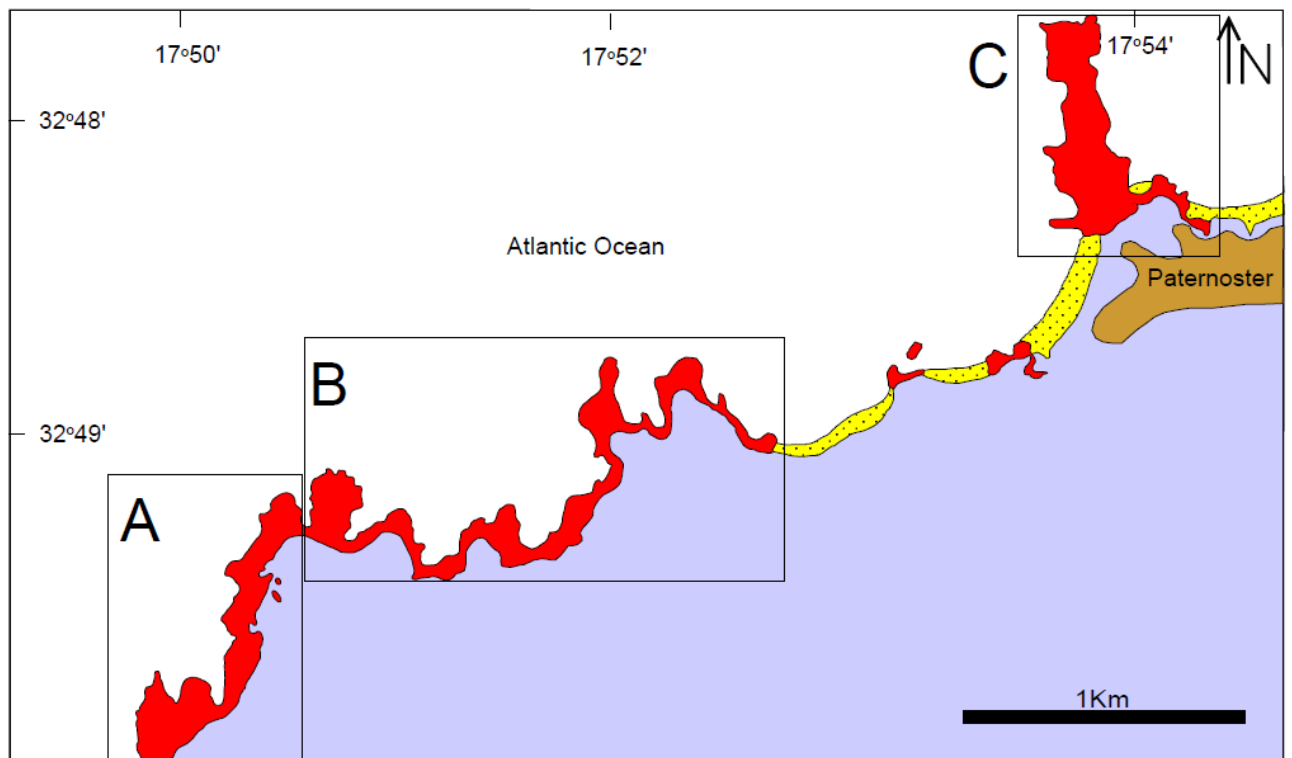 17°50'
17°52'
17°54'
C
N
32°48'
Atlantic Ocean
Paternoster
B
32°49'
A
1Km